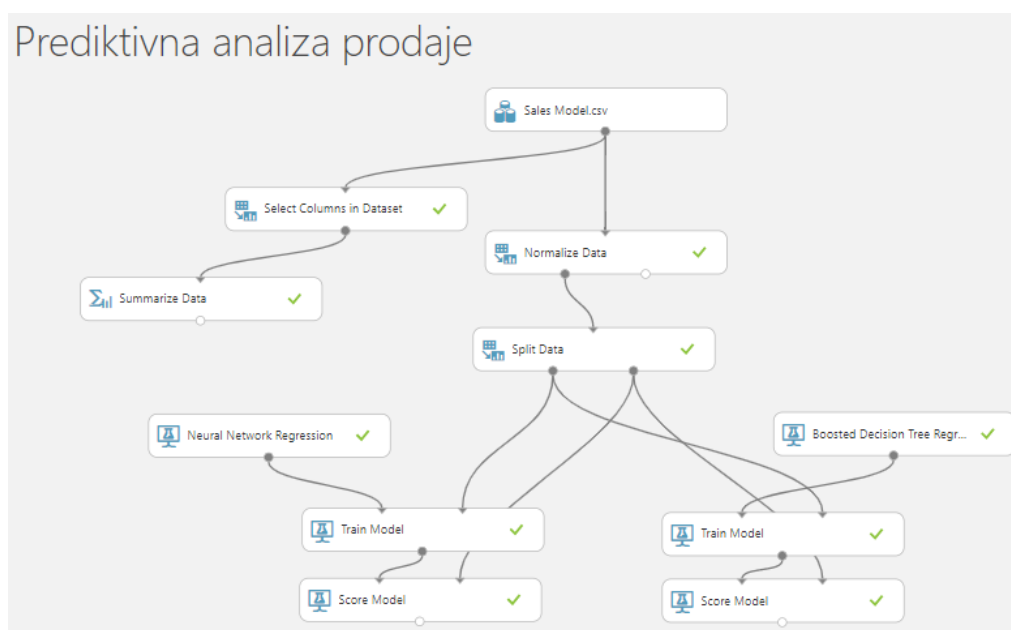 Prediktivna analiza prodaje
Sales Model.csv
Select Columns in Dataset
Normalize Data
Summarize Data
Split Data
Neural Network Regression
Boosted Decision Tree Regr...
Train Model
Train Model
Score Model
Score Model